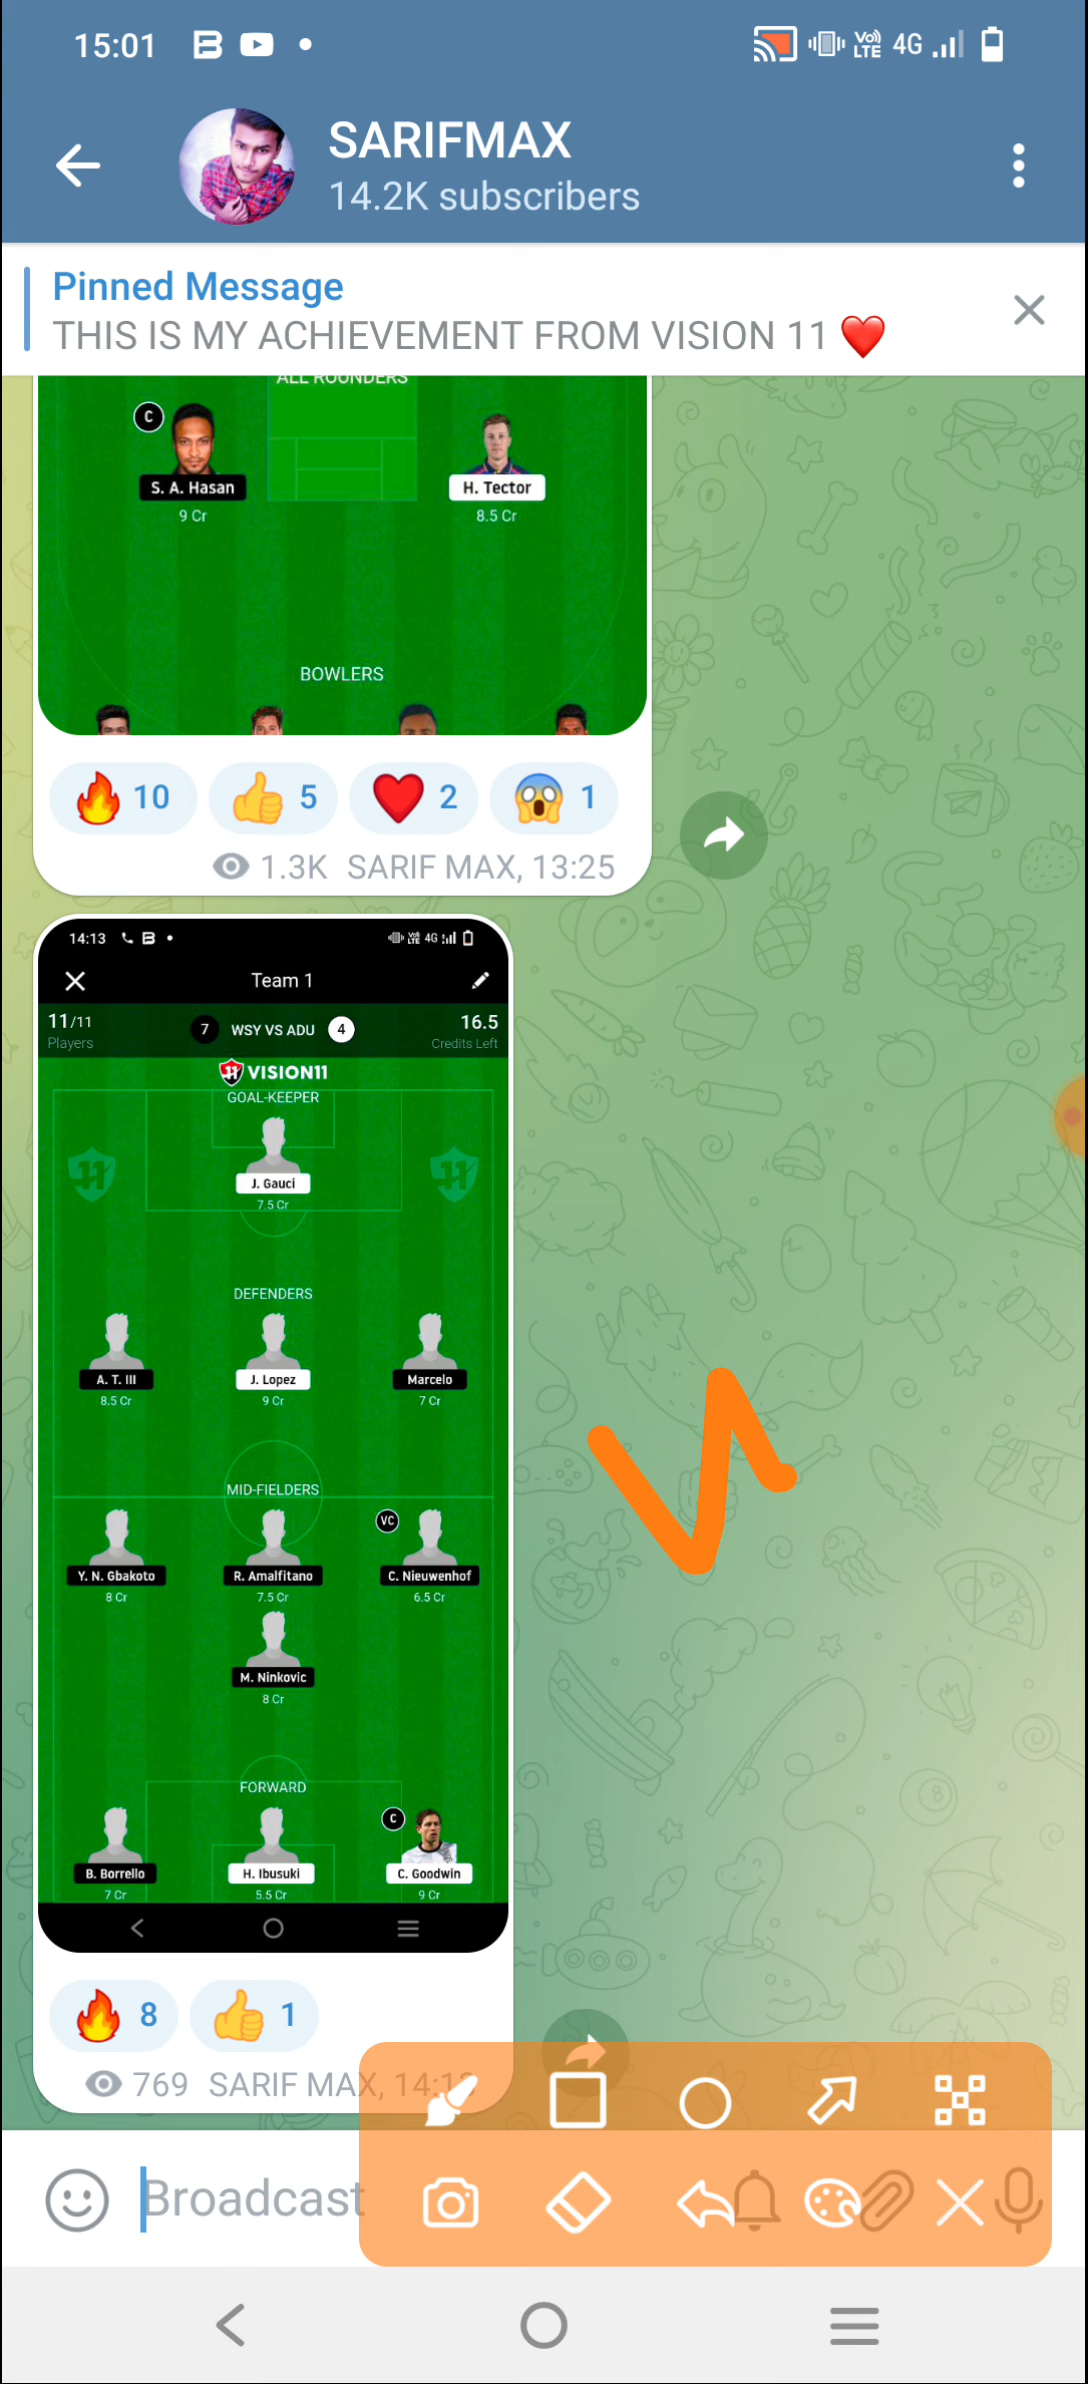 15:01
Vo) LTE 4G
SARIFMAX
14.2K subscribers
Pinned Message
THIS IS MY ACHIEVEMENT FROM VISION 11 ❤️
ALL ROUNDERS
C
S. A. Hasan
9 Cr
H. Tector
8.5 Cr
BOWLERS
🔥 10 👍 5 ❤️ 2 😱 1
1.3K SARIF MAX, 13:25
14:13
4G
Team 1
11/11
Players
7 WSY VS ADU 4
16.5
Credits Left
VISION11
GOAL-KEEPER
J. Gauci
7.5 Cr
DEFENDERS
A. T. III
8.5 Cr
J. Lopez
9 Cr
Marcelo
7 Cr
MID-FIELDERS
Y. N. Gbakoto
8 Cr
R. Amalfitano
7.5 Cr
VC
C. Nieuwenhof
6.5 Cr
M. Ninkovic
8 Cr
FORWARD
B. Borrello
7 Cr
H. Ibusuki
5.5 Cr
C
C. Goodwin
9 Cr
🔥 8 👍 1
769 SARIF MAX, 14:13
Broadcast